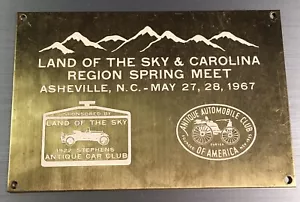 LAND OF THE SKY & CAROLINA
REGION SPRING MEET
ASHEVILLE, N.C. - MAY 27, 28, 1967
SPONSORED BY
LAND OF THE SKY
1922 STEPHENS
ANTIQUE CAR CLUB
ANTIQUE AUTOMOBILE CLUB
OF AMERICA